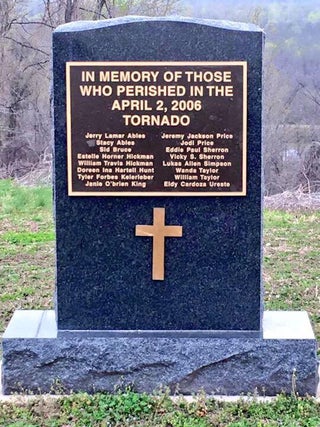 IN MEMORY OF THOSE
WHO PERISHED IN THE
APRIL 2, 2006
TORNADO
Jerry Lamar Ables
Stacy Ables
Sid Bruce
Estelle Horner Hickman
William Travis Hickman
Doreen Ina Hartell Hunt
Tyler Forbes Kelerleber
Janie O'brien King
Jeremy Jackson Price
Jodi Price
Eddie Paul Sherron
Vicky S. Sherron
Lukas Allen Simpson
Wanda Taylor
William Taylor
Eldy Cardoza Ureste